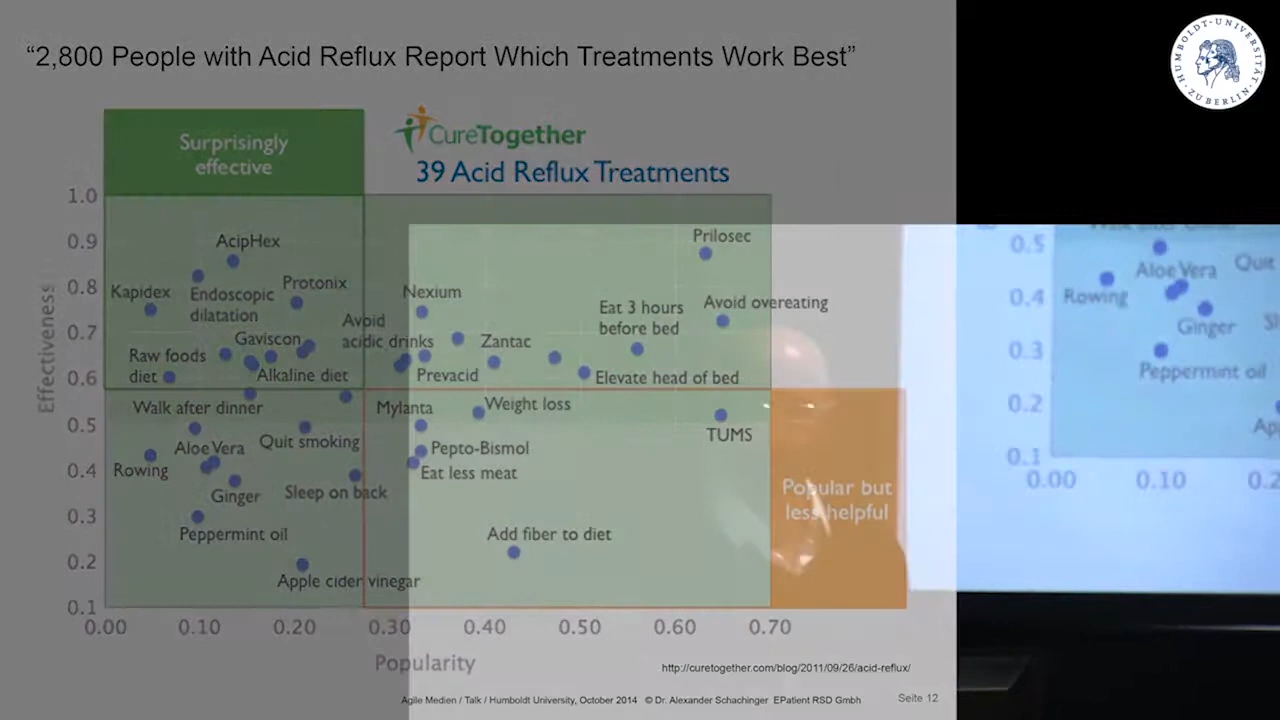 “2,800 People with Acid Reflux Report Which Treatments Work Best”
HUMBOLDT-UNIVERSITÄT ZU BERLIN
Surprisingly
effective
CureTogether
39 Acid Reflux Treatments
Effectiveness
1.0
0.9
0.8
0.7
0.6
0.5
0.4
0.3
0.2
0.1
AcipHex
Prilosec
Kapidex
Endoscopic
dilatation
Protonix
Nexium
Eat 3 hours
before bed
Avoid overeating
Avoid
acidic drinks
Gaviscon
Zantac
Raw foods
diet
Alkaline diet
Prevacid
Elevate head of bed
Walk after dinner
Mylanta
Weight loss
TUMS
Aloe Vera
Quit smoking
Pepto-Bismol
Rowing
Eat less meat
Ginger
Sleep on back
Popular but
less helpful
Peppermint oil
Add fiber to diet
Apple cider vinegar
0.00 0.10 0.20 0.30 0.40 0.50 0.60 0.70
Popularity
http://curetogether.com/blog/2011/09/26/acid-reflux/
Agile Medien / Talk / Humboldt University, October 2014 © Dr. Alexander Schachinger EPatient RSD Gmbh
Seite 12
0.5
0.4
0.3
0.2
0.1
Aloe Vera
Quit
Rowing
Ginger
Peppermint oil
0.00 0.10